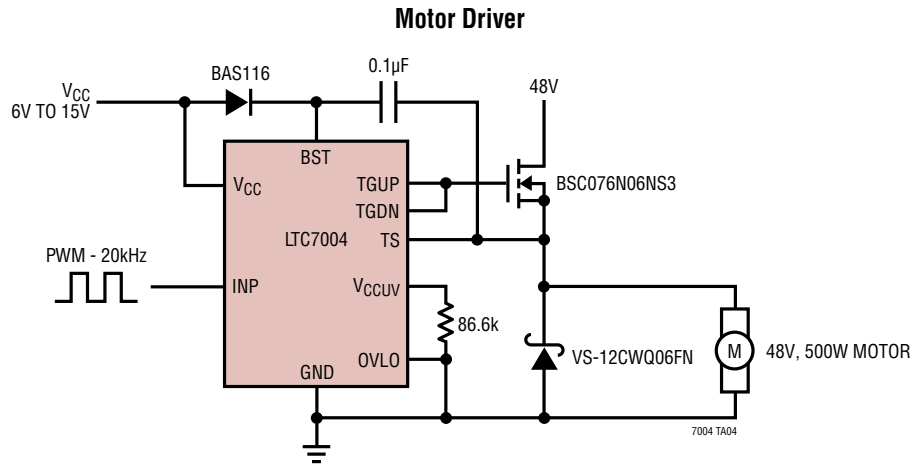 Motor Driver
VCC
6V TO 15V
BAS116
0.1µF
48V
BST
VCC
TGUP
TGDN
BSC076N06NS3
LTC7004
TS
PWM - 20kHz
INP
VCCUV
86.6k
OVLO
GND
VS-12CWQ06FN
M
48V, 500W MOTOR
7004 TA04